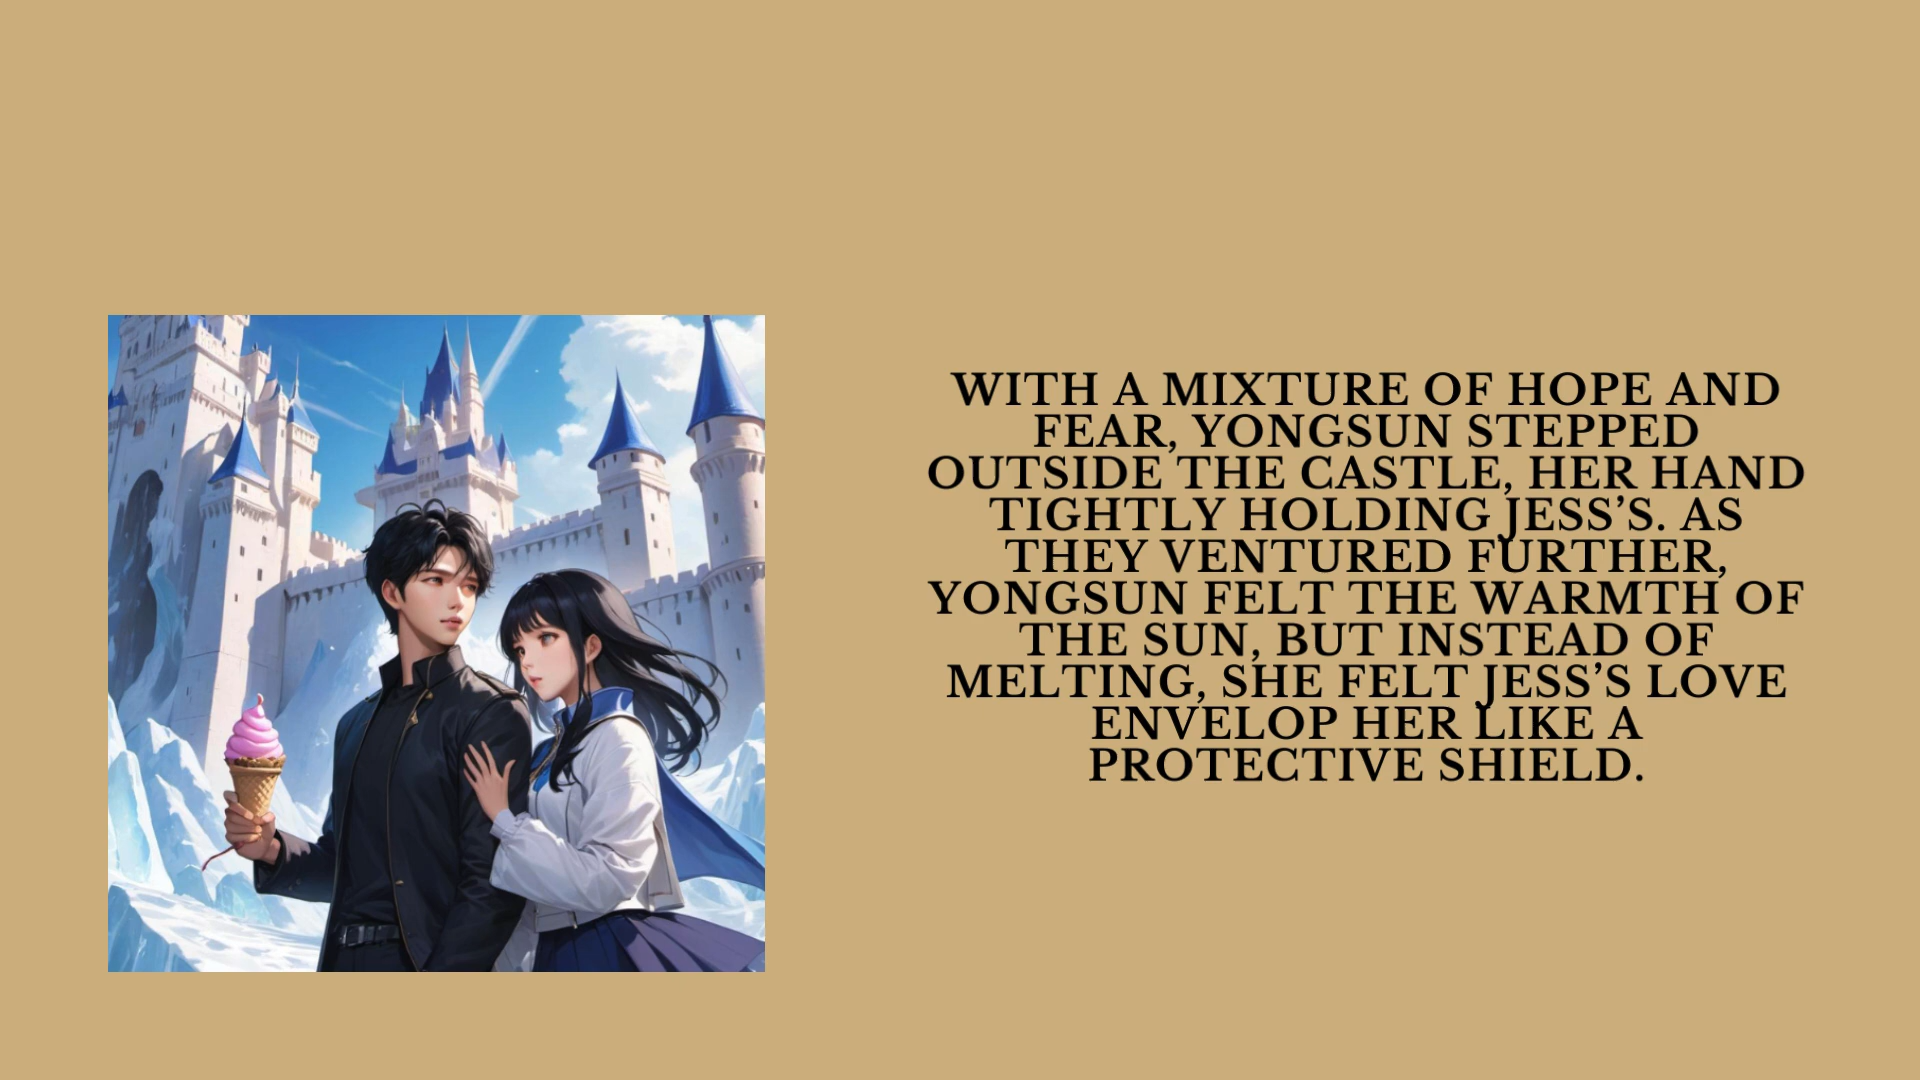 WITH A MIXTURE OF HOPE AND
FEAR, YONGSUN STEPPED
OUTSIDE THE CASTLE, HER HAND
TIGHTLY HOLDING JESS’S. AS
THEY VENTURED FURTHER,
YONGSUN FELT THE WARMTH OF
THE SUN, BUT INSTEAD OF
MELTING, SHE FELT JESS’S LOVE
ENVELOP HER LIKE A
PROTECTIVE SHIELD.